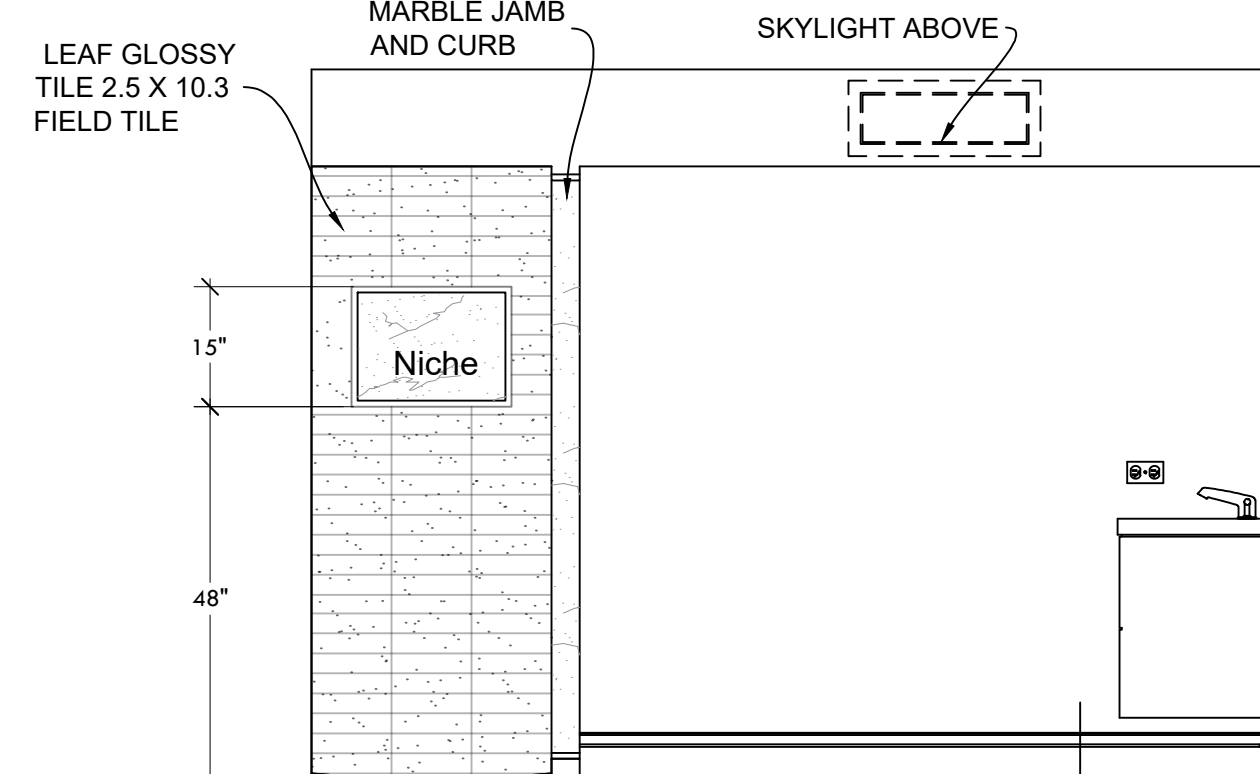 MARBLE JAMB
AND CURB
SKYLIGHT ABOVE
LEAF GLOSSY
TILE 2.5 X 10.3
FIELD TILE
15"
Niche
48"